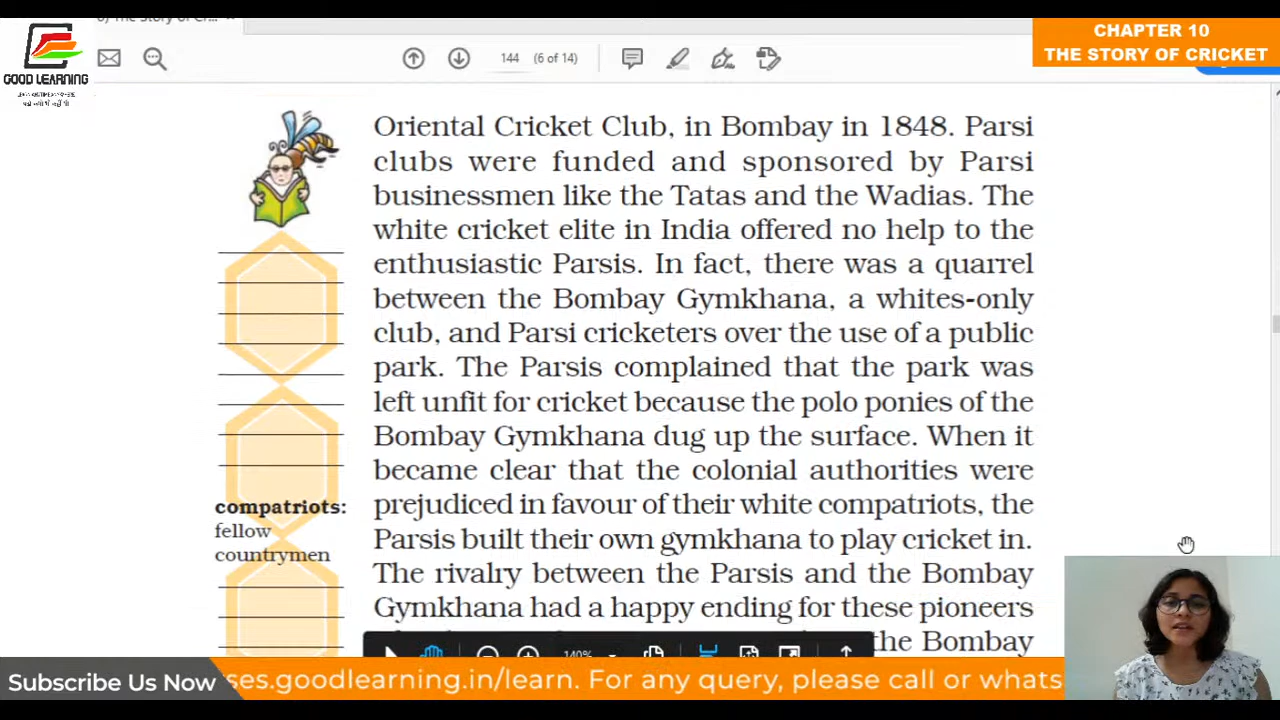 6) The Story of Cr...
GOOD LEARNING
144 (6 of 14)
CHAPTER 10
THE STORY OF CRICKET
Oriental Cricket Club, in Bombay in 1848. Parsi
clubs were funded and sponsored by Parsi
businessmen like the Tatas and the Wadias. The
white cricket elite in India offered no help to the
enthusiastic Parsis. In fact, there was a quarrel
between the Bombay Gymkhana, a whites-only
club, and Parsi cricketers over the use of a public
park. The Parsis complained that the park was
left unfit for cricket because the polo ponies of the
Bombay Gymkhana dug up the surface. When it
became clear that the colonial authorities were
prejudiced in favour of their white compatriots, the
Parsis built their own gymkhana to play cricket in.
The rivalry between the Parsis and the Bombay
Gymkhana had a happy ending for these pioneers
the Bombay
compatriots:
fellow
countrymen
140%
Subscribe Us Now
ses.goodlearning.in/learn. For any query, please call or whats